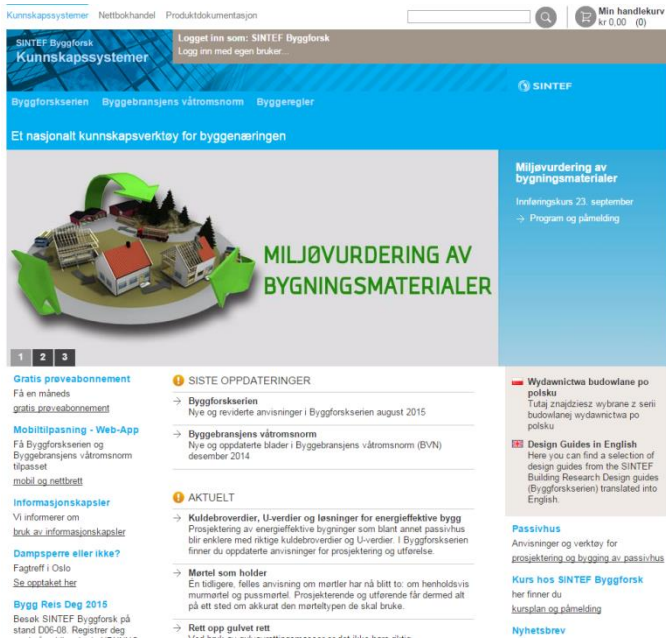 Kunnskapssystemer Nettbokhandel Produktdokumentasjon
Min handlekurv
kr 0,00 (0)
SINTEF Byggforsk
Kunnskapssystemer
Logget inn som: SINTEF Byggforsk
Logg inn med egen bruker...
SINTEF
Byggforskserien Byggebransjens våtromsnorm Byggeregler
Et nasjonalt kunnskapsverktøy for byggenæringen
MILJØVURDERING AV
BYGNINGSMATERIALER
1 2 3
Miljøvurdering av
bygningsmaterialer
Innføringskurs 23. september
→ Program og påmelding
Gratis prøveabonnement
Få en måneds
gratis prøveabonnement
Mobiltilpasning - Web-App
Få Byggforskserien og
Byggebransjens våtromsnorm
tilpasset
mobil og nettbrett
Informasjonskapsler
Vi informerer om
bruk av informasjonskapsler
Dampsperre eller ikke?
Fagtreff i Oslo
Se opptaket her
Bygg Reis Deg 2015
Besøk SINTEF Byggforsk på
stand D06-08. Registrer deg
SISTE OPPDATERINGER
→ Byggforskserien
Nye og reviderte anvisninger i Byggforskserien august 2015
→ Byggebransjens våtromsnorm
Nye og oppdaterte blader i Byggebransjens våtromsnorm (BVN)
desember 2014
AKTUELT
→ Kuldebroverdier, U-verdier og løsninger for energieffektive bygg
Prosjektering av energieffektive bygninger som blant annet passivhus
blir enklere med riktige kuldebroverdier og U-verdier. I Byggforskserien
finner du oppdaterte anvisninger for prosjektering og utførelse.
→ Mørtel som holder
Én tidligere, felles anvisning om mørtler har nå blitt to: om henholdsvis
murmørtel og pussmørtel. Prosjekterende og utførende får dermed alt
på ett sted om akkurat den mørteltypen de skal bruke.
→ Rett opp gulvet rett
Wydawnictwa budowlane po
polsku
Tutaj znajdziesz wybrane z serii
budowlanej wydawnictwa po
polsku
Design Guides in English
Here you can find a selection of
design guides from the SINTEF
Building Research Design guides
(Byggforskserien) translated into
English.
Passivhus
Anvisninger og verktøy for
prosjektering og bygging av passivhus
Kurs hos SINTEF Byggforsk
her finner du
kursplan og påmelding
Nyhetsbrev